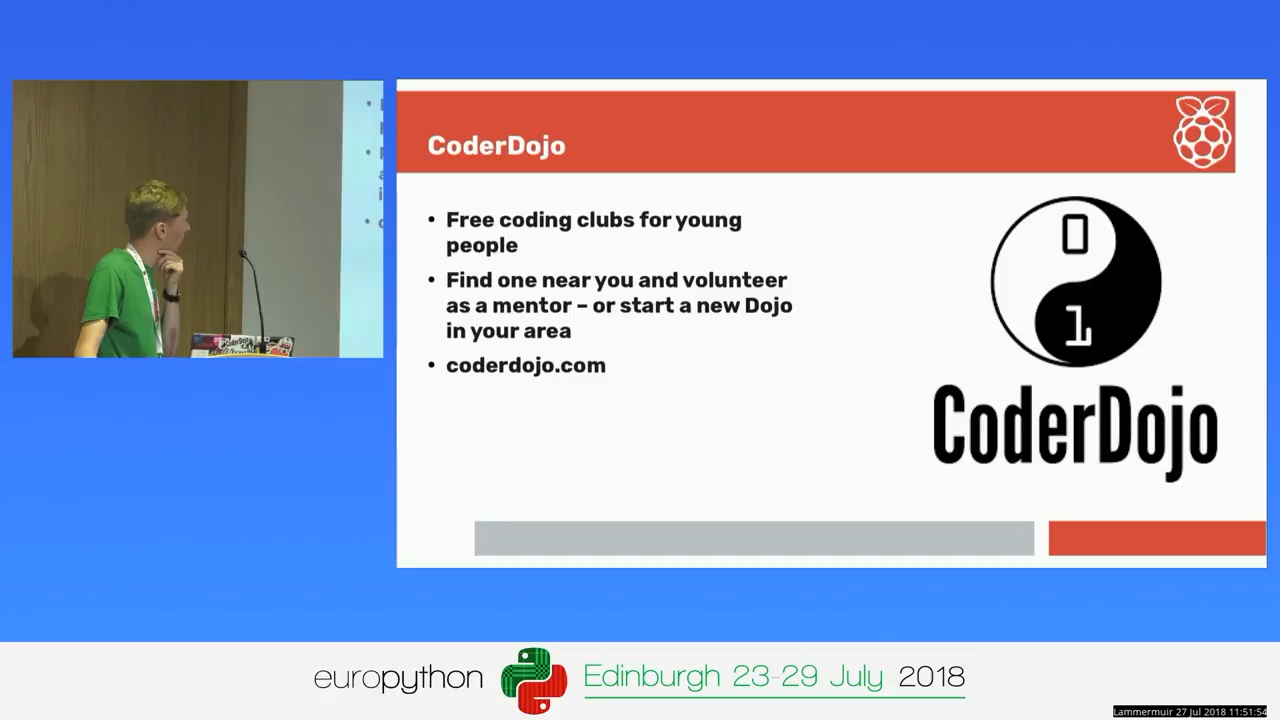 CoderDojo
• Free coding clubs for young
people
• Find one near you and volunteer
as a mentor – or start a new Dojo
in your area
• coderdojo.com
0
1
CoderDojo
europython
Edinburgh 23-29 July 2018
Lammermuir 27 Jul 2018 11:51:54